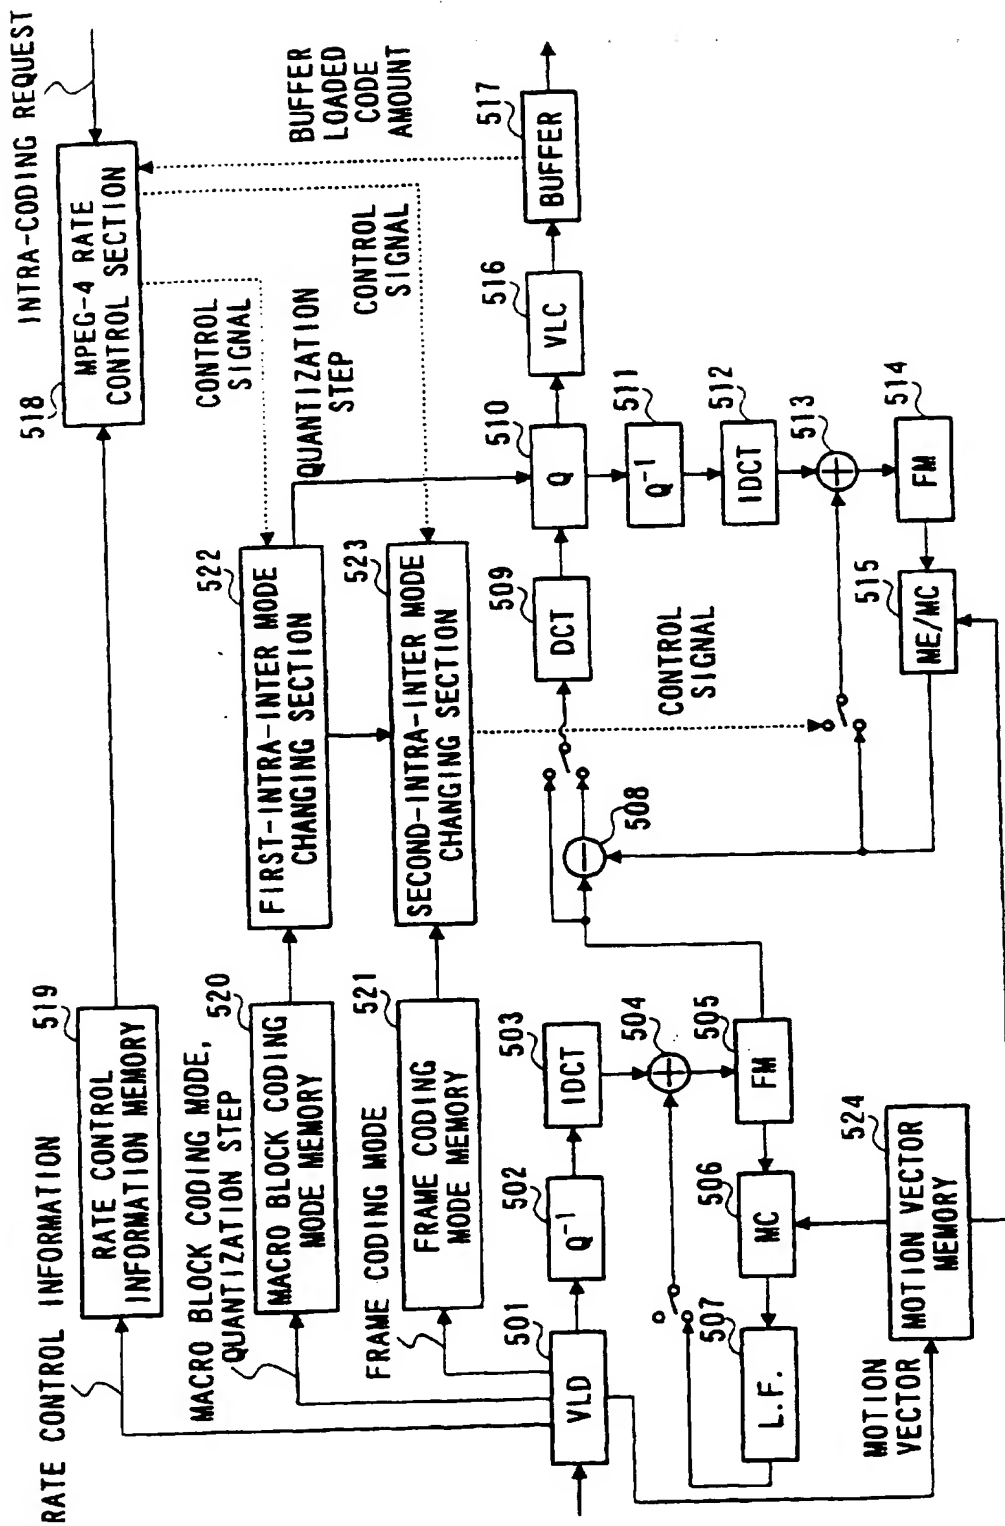 RATE CONTROL INFORMATION
INTRA-CODING REQUEST
519
RATE CONTROL
INFORMATION MEMORY
518
MPEG-4 RATE
CONTROL SECTION
MACRO BLOCK CODING MODE,
QUANTIZATION STEP
520
MACRO BLOCK CODING
MODE MEMORY
522
FIRST-INTRA-INTER MODE
CHANGING SECTION
CONTROL
SIGNAL
QUANTIZATION
STEP
BUFFER
LOADED
CODE
AMOUNT
FRAME CODING MODE
521
FRAME CODING
MODE MEMORY
523
SECOND-INTRA-INTER MODE
CHANGING SECTION
CONTROL
SIGNAL
501
VLD
502
Q-1
503
IDCT
504
+
505
FM
506
MC
507
L.F.
MOTION
VECTOR
524
MOTION VECTOR
MEMORY
508
−
509
DCT
510
Q
516
VLC
517
BUFFER
511
Q-1
512
IDCT
513
+
514
FM
515
ME/MC
CONTROL
SIGNAL